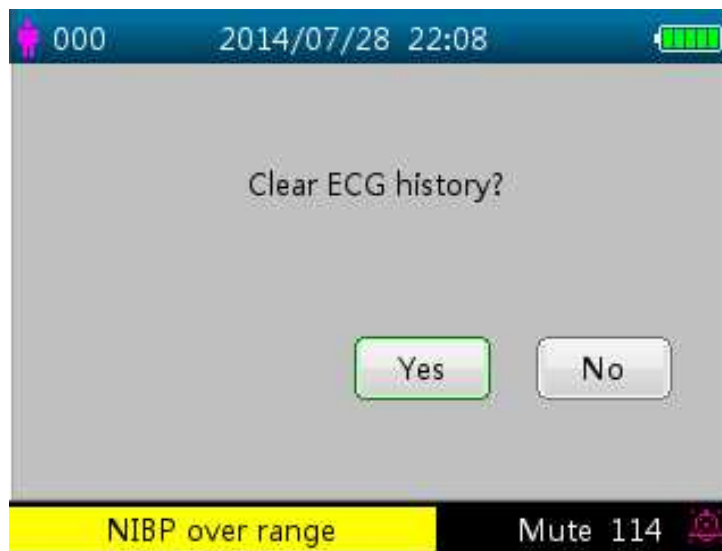 000 2014/07/28 22:08
Clear ECG history?
Yes No
NIBP over range Mute 114